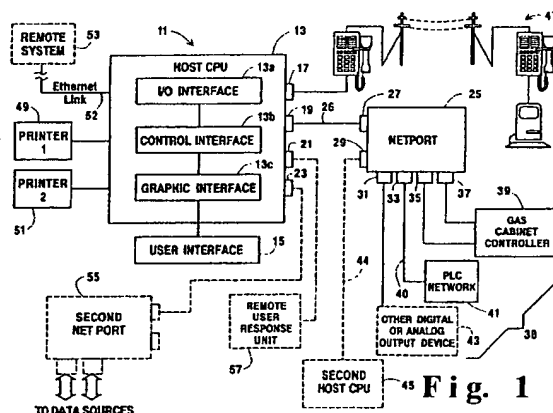 REMOTE
SYSTEM
53
Ethernet
Link
52
49
PRINTER
1
PRINTER
2
51
11
13
HOST CPU
13a
I/O INTERFACE
13b
CONTROL INTERFACE
13c
GRAPHIC INTERFACE
USER INTERFACE
15
17
19
21
23
26
27
25
NETPORT
29
31
33
35
37
39
GAS
CABINET
CONTROLLER
40
PLC
NETWORK
41
44
OTHER DIGITAL
OR ANALOG
OUTPUT DEVICE
43
38
55
SECOND
NET PORT
TO DATA SOURCES
REMOTE
USER
RESPONSE
UNIT
57
SECOND
HOST CPU
45
Fig. 1